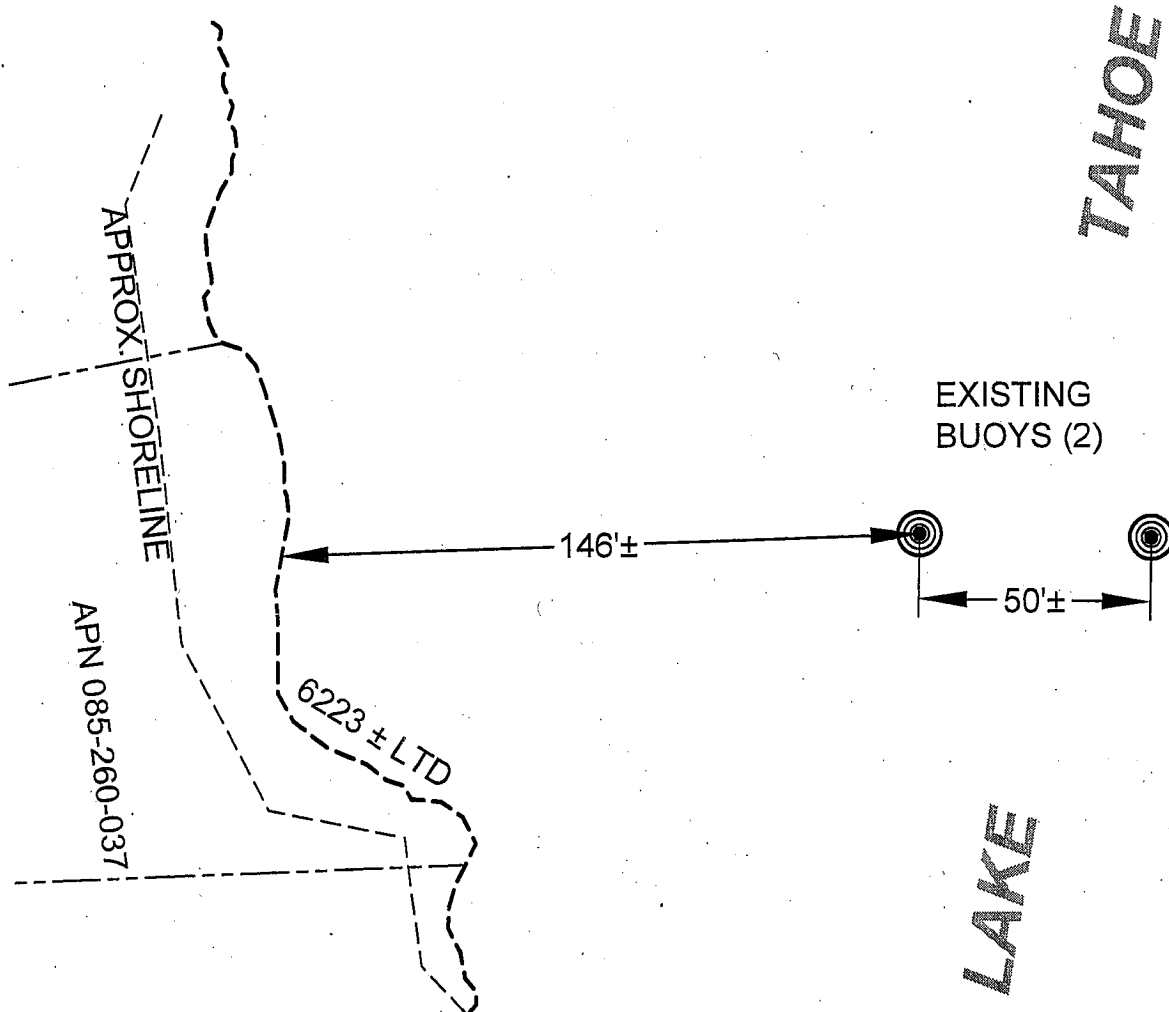 LAKE TAHOE
APPROX. SHORELINE
EXISTING
BUOYS (2)
146'±
50'±
6223 ± LTD
APN 085-260-037